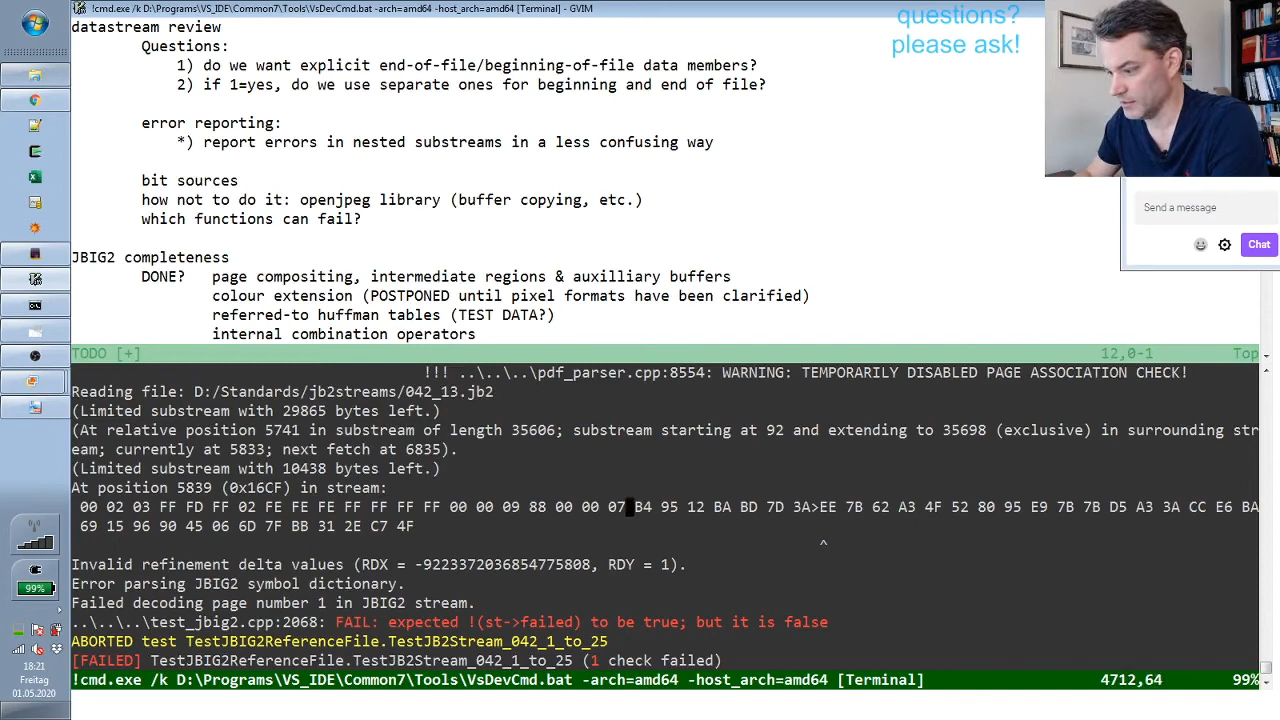 !cmd.exe /k D:\Programs\VS_IDE\Common7\Tools\VsDevCmd.bat -arch=amd64 -host_arch=amd64 [Terminal] - GVIM
questions?
please ask!
datastream review
Questions:
1) do we want explicit end-of-file/beginning-of-file data members?
2) if 1=yes, do we use separate ones for beginning and end of file?
error reporting:
*) report errors in nested substreams in a less confusing way
bit sources
how not to do it: openjpeg library (buffer copying, etc.)
which functions can fail?
JBIG2 completeness
DONE? page compositing, intermediate regions & auxilliary buffers
colour extension (POSTPONED until pixel formats have been clarified)
referred-to huffman tables (TEST DATA?)
internal combination operators
Send a message
Chat
TODO [+] 12,0-1 Top
!!! ..\..\..\pdf_parser.cpp:8554: WARNING: TEMPORARILY DISABLED PAGE ASSOCIATION CHECK!
Reading file: D:/Standards/jb2streams/042_13.jb2
(Limited substream with 29865 bytes left.)
(At relative position 5741 in substream of length 35606; substream starting at 92 and extending to 35698 (exclusive) in surrounding str
eam; currently at 5833; next fetch at 6835).
(Limited substream with 10438 bytes left.)
At position 5839 (0x16CF) in stream:
00 02 03 FF FD FF 02 FE FE FE FF FF FF FF 00 00 09 88 00 00 07 B4 95 12 BA BD 7D 3A>EE 7B 62 A3 4F 52 80 95 E9 7B 7B D5 A3 3A CC E6 BA
69 15 96 90 45 06 6D 7F BB 31 2E C7 4F
^
Invalid refinement delta values (RDX = -9223372036854775808, RDY = 1).
Error parsing JBIG2 symbol dictionary.
Failed decoding page number 1 in JBIG2 stream.
..\..\..\test_jbig2.cpp:2068: FAIL: expected !(st->failed) to be true; but it is false
ABORTED test TestJBIG2ReferenceFile.TestJB2Stream_042_1_to_25
[FAILED] TestJBIG2ReferenceFile.TestJB2Stream_042_1_to_25 (1 check failed)
!cmd.exe /k D:\Programs\VS_IDE\Common7\Tools\VsDevCmd.bat -arch=amd64 -host_arch=amd64 [Terminal] 4712,64 99%
99%
18:21
Freitag
01.05.2020